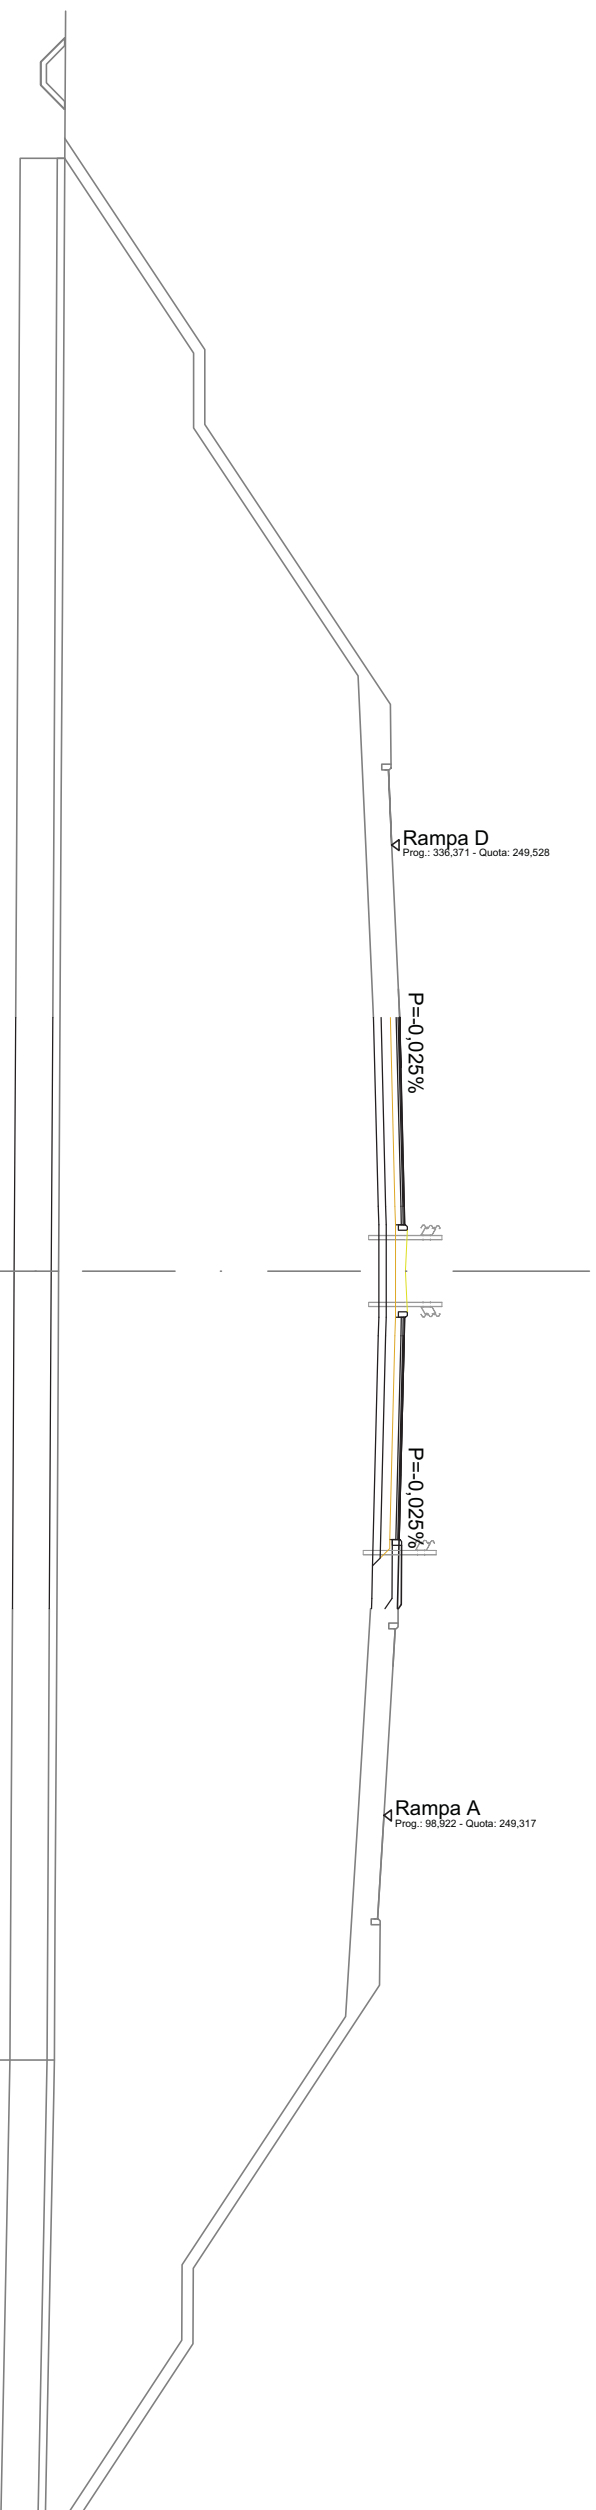 Rampa D
Prog.: 336,371 - Quota: 249,528
P=-0,025%
P=-0,025%
Rampa A
Prog.: 98,922 - Quota: 249,317